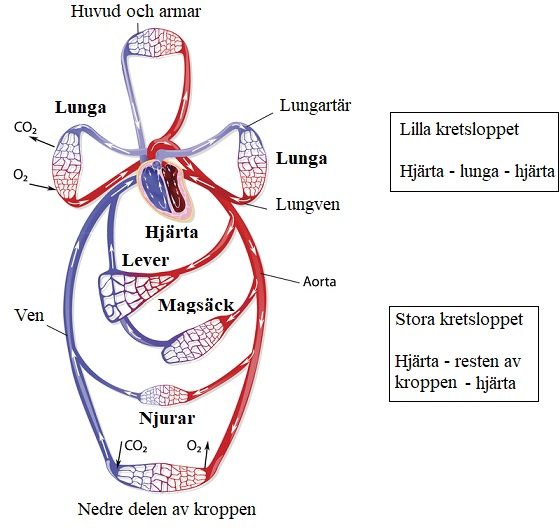 Huvud och armar
Lunga
CO2
O2
Lungartär
Lunga
Lungven
Hjärta
Lever
Magsäck
Aorta
Ven
Njurar
CO2
O2
Nedre delen av kroppen
Lilla kretsloppet
Hjärta - lunga - hjärta
Stora kretsloppet
Hjärta - resten av
kroppen - hjärta